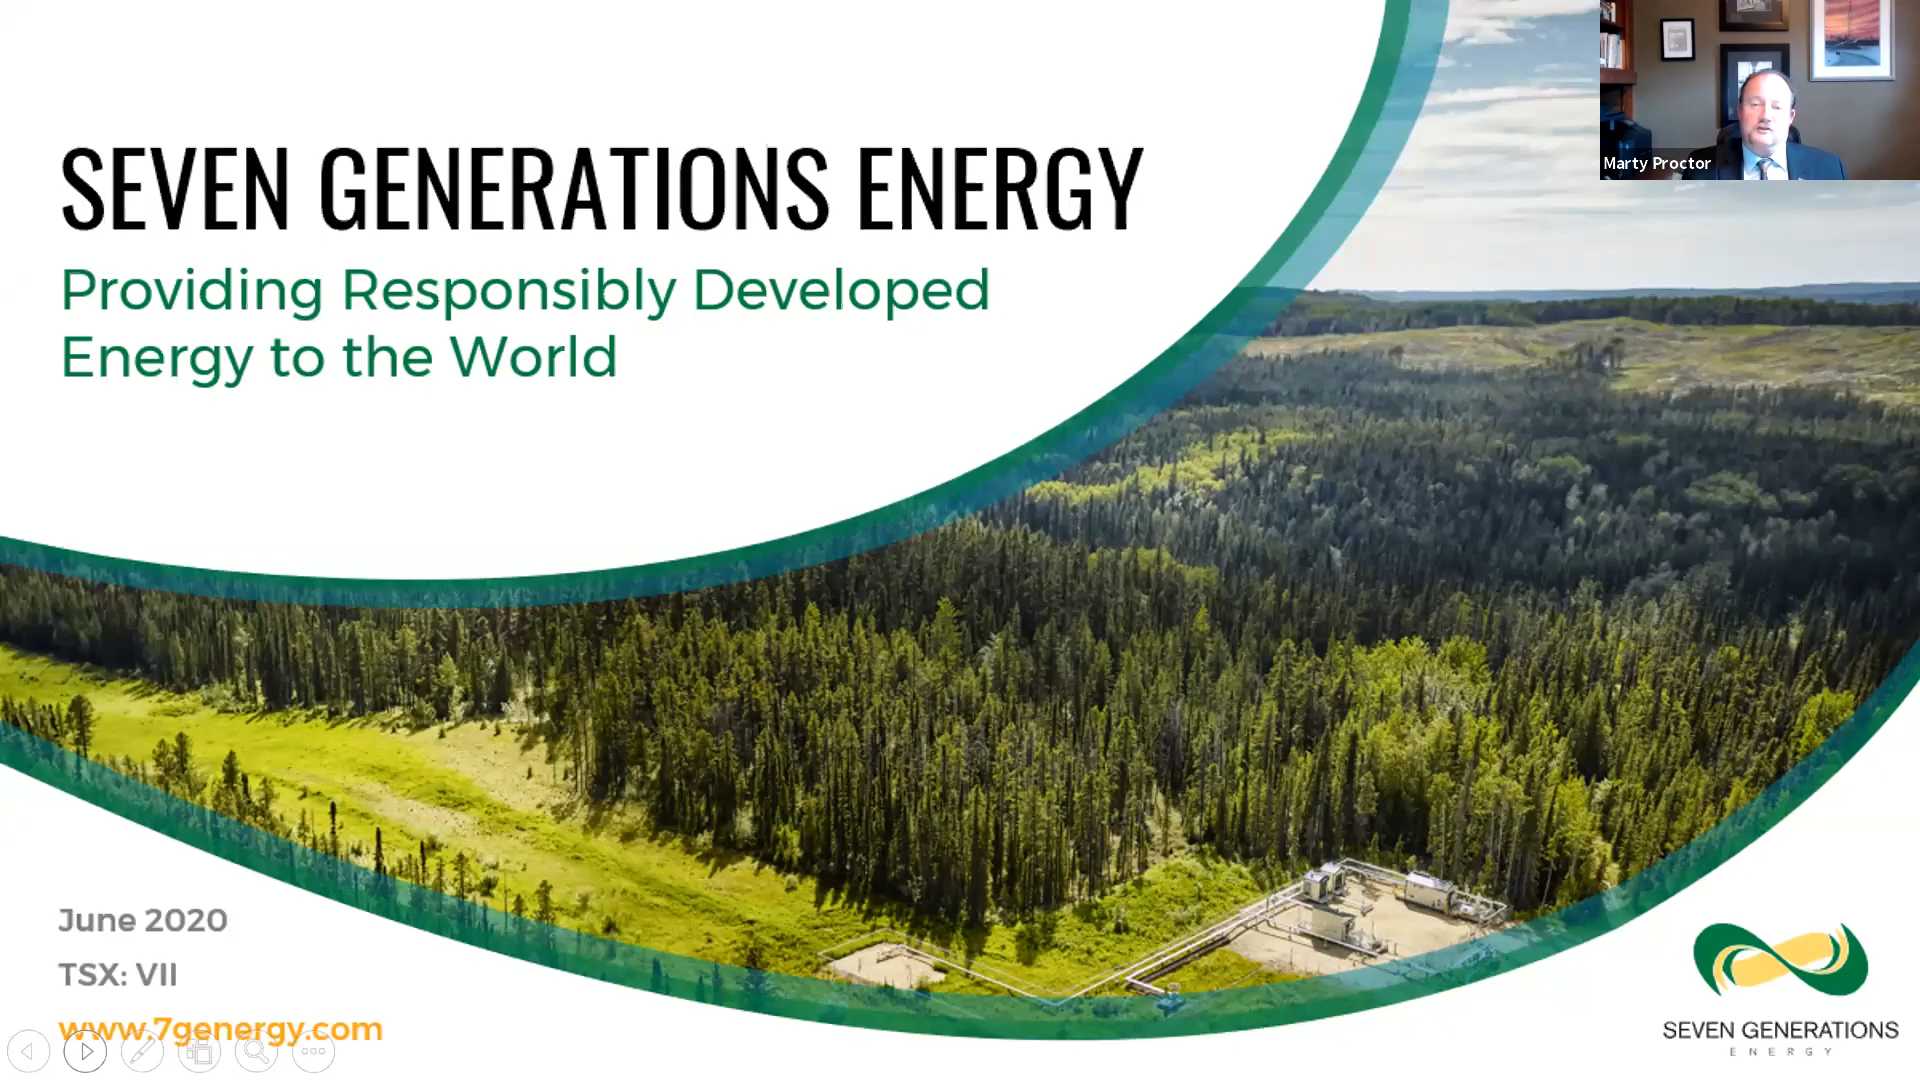 SEVEN GENERATIONS ENERGY
Providing Responsibly Developed
Energy to the World
Marty Proctor
June 2020
TSX: VII
www.7genergy.com
SEVEN GENERATIONS
ENERGY